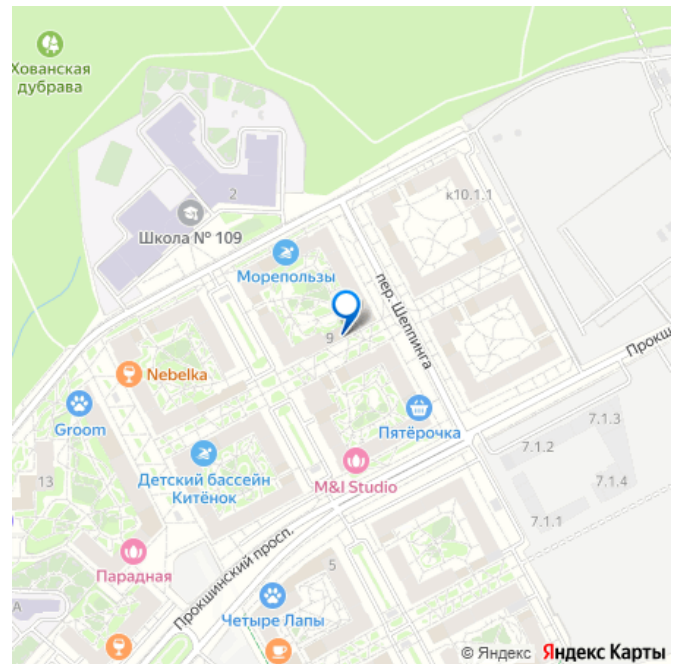 Хованская
дубрава
к10.1.1
2
Школа № 109
Морепользы
пер. Шеппинга
9
Прокш
Nebelka
Groom
Пятёрочка
7.1.3
7.1.2
Детский бассейн
Китёнок
M&I Studio
13
7.1.4
7.1.1
Прокшинский просп.
Парадная
5
А
Четыре Лапы
© Яндекс Яндекс Карты